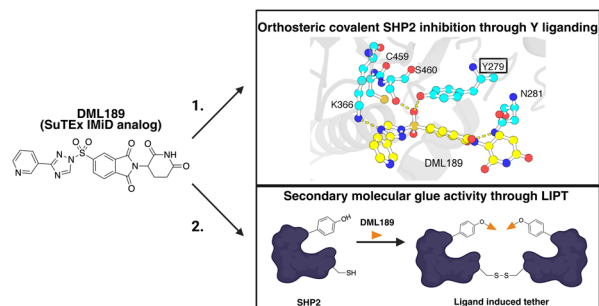 Orthosteric covalent SHP2 inhibition through Y liganding
C459
S460
Y279
K366
N281
DML189
DML189
(SuTEx IMiD analog)
1.
2.
N
N
N
N
O
O
S
O
O
N
O
NH
O
Secondary molecular glue activity through LIPT
OH
DML189
SH
SHP2
O
O
S-S
Ligand induced tether